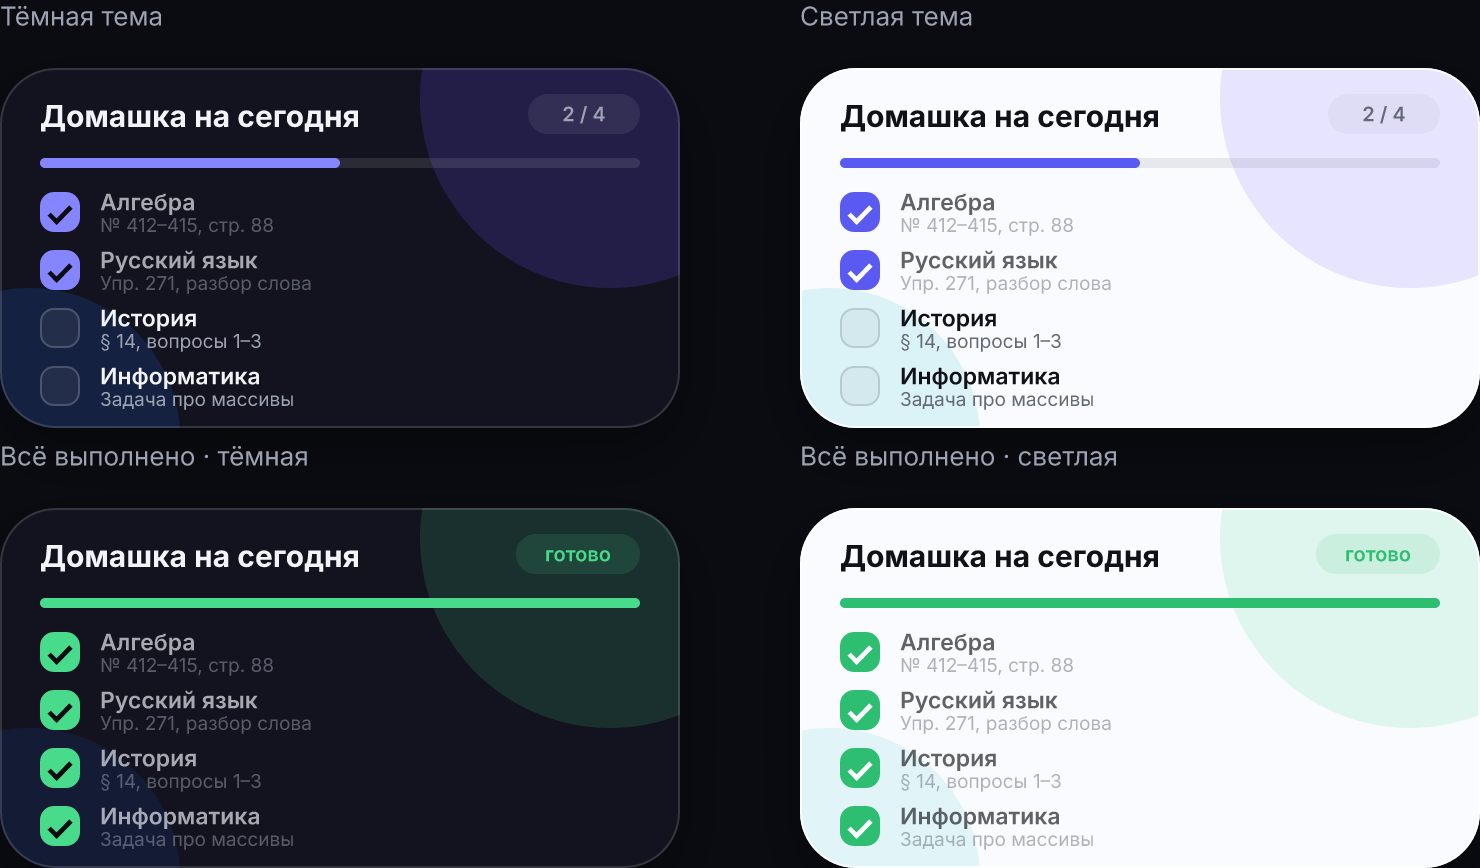 Тёмная тема
Светлая тема
Домашка на сегодня
2 / 4
Алгебра
№ 412–415, стр. 88
Русский язык
Упр. 271, разбор слова
История
§ 14, вопросы 1–3
Информатика
Задача про массивы
Домашка на сегодня
2 / 4
Алгебра
№ 412–415, стр. 88
Русский язык
Упр. 271, разбор слова
История
§ 14, вопросы 1–3
Информатика
Задача про массивы
Всё выполнено · тёмная
Всё выполнено · светлая
Домашка на сегодня
готово
Алгебра
№ 412–415, стр. 88
Русский язык
Упр. 271, разбор слова
История
§ 14, вопросы 1–3
Информатика
Задача про массивы
Домашка на сегодня
готово
Алгебра
№ 412–415, стр. 88
Русский язык
Упр. 271, разбор слова
История
§ 14, вопросы 1–3
Информатика
Задача про массивы